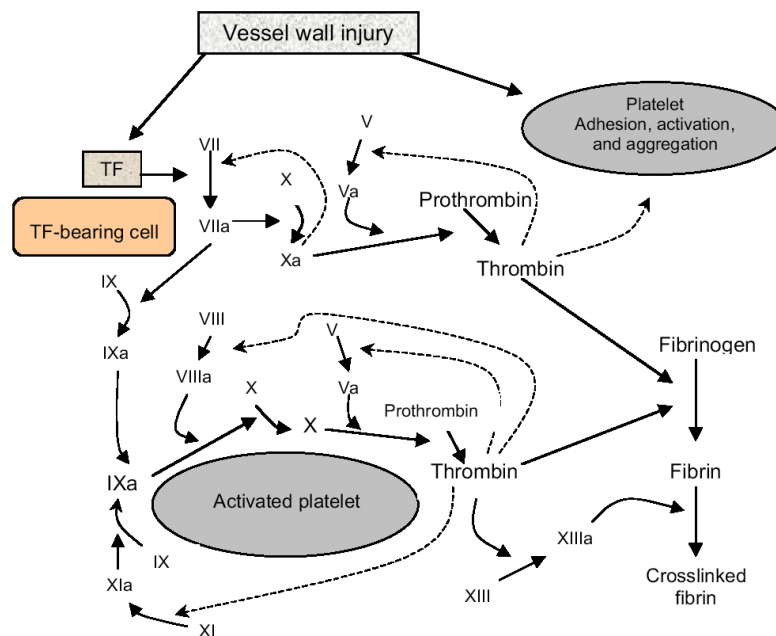 Vessel wall injury
Platelet
Adhesion, activation,
and aggregation
V
VII
TF
X
Va
Prothrombin
TF-bearing cell
VIIa
Xa
Thrombin
IX
VIII
V
IXa
Fibrinogen
VIIIa
X
Va
Prothrombin
X
IXa
Activated platelet
Thrombin
Fibrin
XIIIa
IX
XIa
XIII
Crosslinked
fibrin
XI